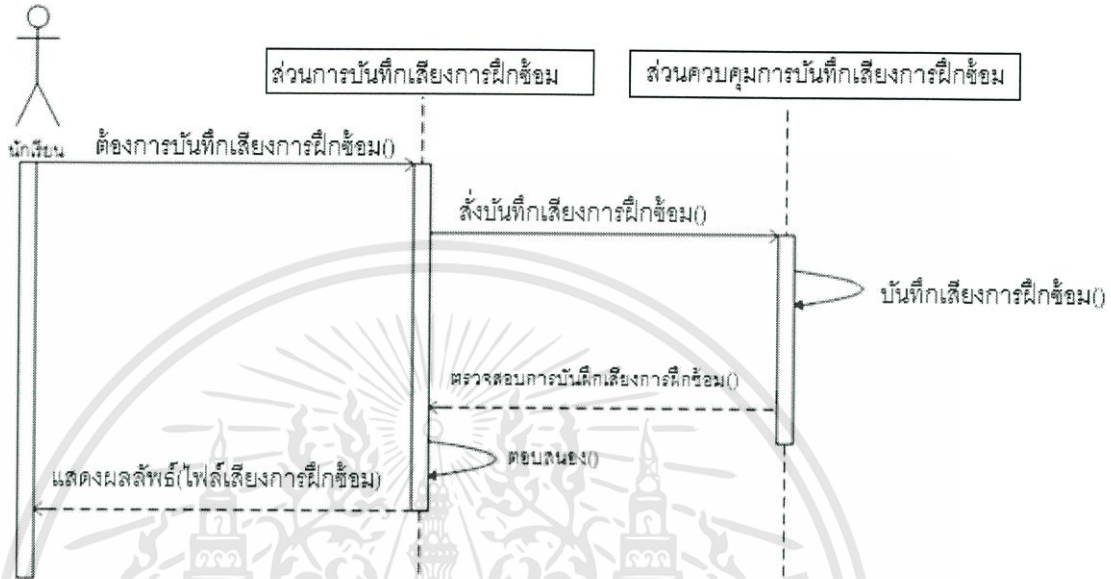 ส่วนการบันทึกเสียงการฝึกซ้อม
ส่วนควบคุมการบันทึกเสียงการฝึกซ้อม
นักเรียน
ต้องการบันทึกเสียงการฝึกซ้อม()
สั่งบันทึกเสียงการฝึกซ้อม()
บันทึกเสียงการฝึกซ้อม()
ตรวจสอบการบันฝึกเสียงการฝึกซ้อม()
ตอบสนอง()
แสดงผลลัพธ์(ไฟล์เสียงการฝึกซ้อม)